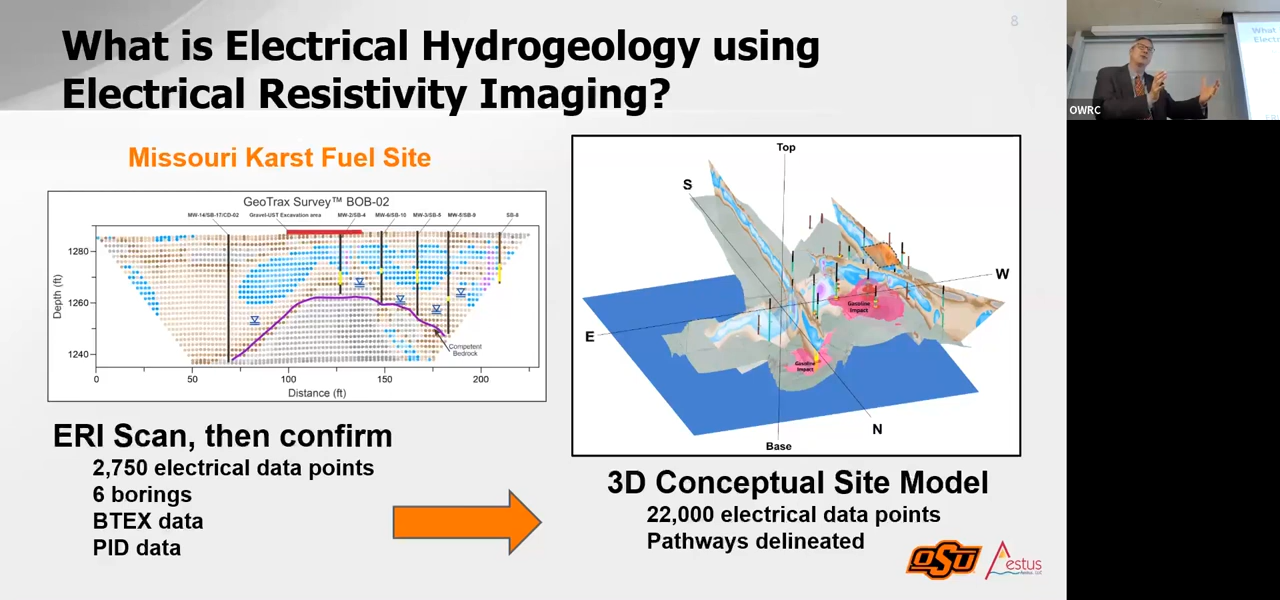 8
What is Electrical Hydrogeology using
Electrical Resistivity Imaging?
Missouri Karst Fuel Site
GeoTrax Survey™ BOB-02
MW-14/SB-17/CD-02 Gravel-UST Excavation area MW-2/SB-4 MW-6/SB-10 MW-3/SB-5 MW-5/SB-9 SB-8
Depth (ft)
1280
1260
1240
Competent
Bedrock
0 50 100 150 200
Distance (ft)
ERI Scan, then confirm
2,750 electrical data points
6 borings
BTEX data
PID data
Top
S
W
E
N
Base
Gasoline
Impact
Gasoline
Impact
3D Conceptual Site Model
22,000 electrical data points
Pathways delineated
OSU
Aestus
OWRC
What
Electr